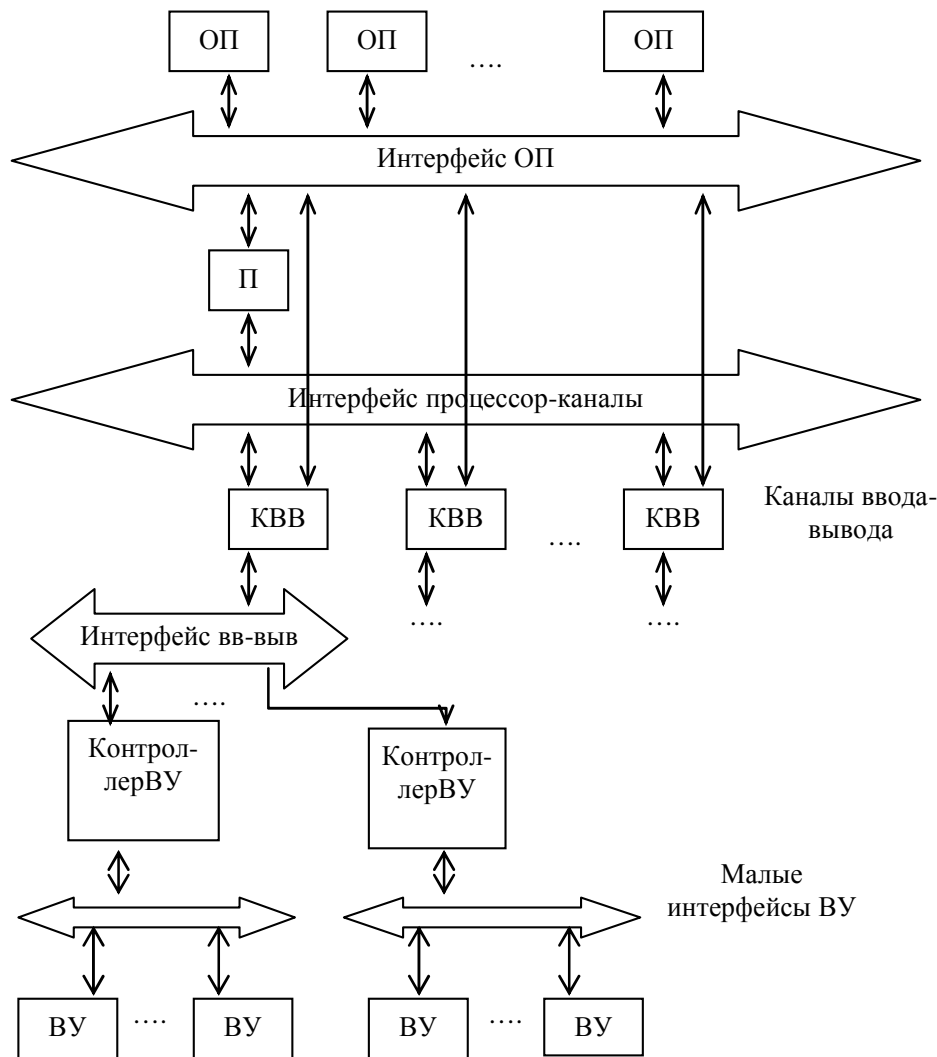 ОП
ОП
....
ОП
Интерфейс ОП
П
Интерфейс процессор-каналы
КВВ
КВВ
....
КВВ
Каналы ввода-
вывода
....
....
Интерфейс вв-выв
....
Контрол-
лерВУ
Контрол-
лерВУ
Малые
интерфейсы ВУ
ВУ
....
ВУ
ВУ
....
ВУ